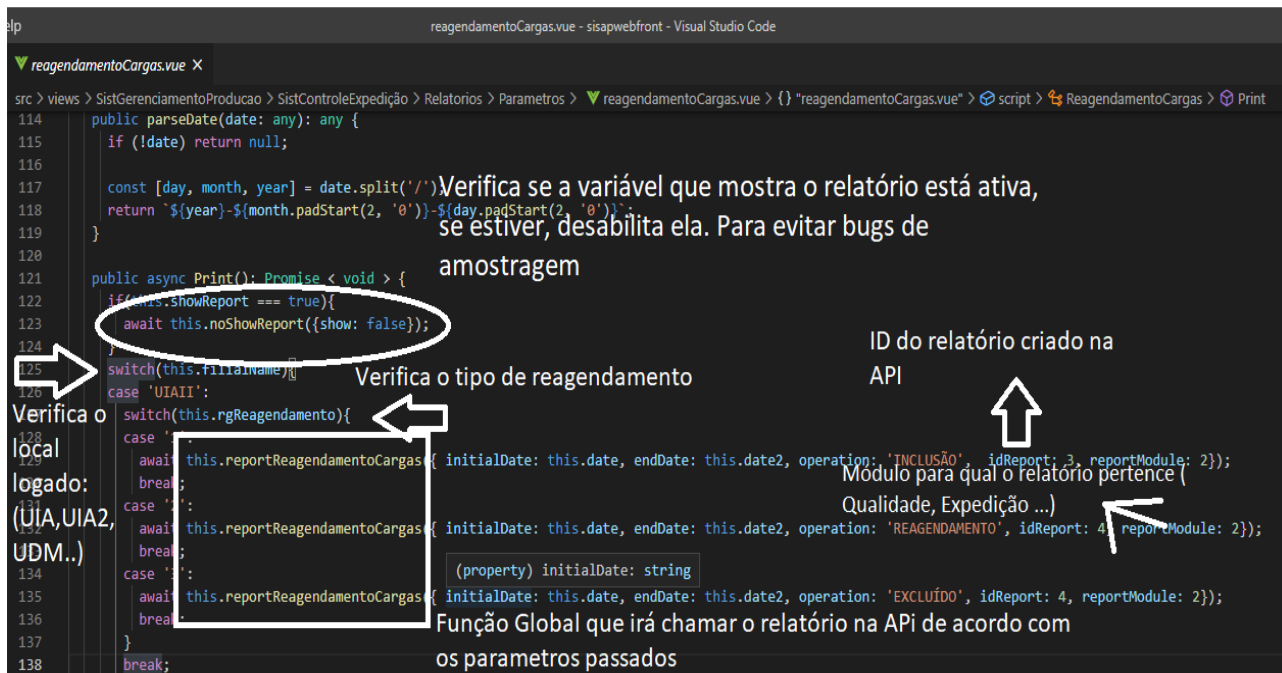 elp
reagendamentoCargas.vue - sisapwebfront - Visual Studio Code
reagendamentoCargas.vue ×
src > views > SistGerenciamentoProducao > SistControleExpedição > Relatorios > Parametros > reagendamentoCargas.vue > {} "reagendamentoCargas.vue" > script > ReagendamentoCargas > Print
114 public parseDate(date: any): any {
115 if (!date) return null;
116
117 const [day, month, year] = date.split('/');
118 return `${year}-${month.padStart(2, '0')}-${day.padStart(2, '0')}`;
119 }
120
Verifica se a variável que mostra o relatório está ativa,
se estiver, desabilita ela. Para evitar bugs de
amostragem
121 public async Print(): Promise < void > {
122 if(this.showReport === true){
123 await this.noShowReport({show: false});
124 }
125 switch(this.filialName){
126 case 'UIAII':
switch(this.rgReagendamento){
Verifica o tipo de reagendamento
Verifica o
local
logado:
(UIA,UIA2,
UDM..)
ID do relatório criado na
API
128 case
129 await this.reportReagendamentoCargas({ initialDate: this.date, endDate: this.date2, operation: 'INCLUSÃO', idReport: 3, reportModule: 2});
break;
Módulo para qual o relatório pertence (
Qualidade, Expedição ...)
case
await this.reportReagendamentoCargas({ initialDate: this.date, endDate: this.date2, operation: 'REAGENDAMENTO', idReport: 4, reportModule: 2});
break;
134 case
(property) initialDate: string
135 await this.reportReagendamentoCargas({ initialDate: this.date, endDate: this.date2, operation: 'EXCLUÍDO', idReport: 4, reportModule: 2});
136 break;
Função Global que irá chamar o relatório na APi de acordo com
os parametros passados
137 }
138 break;